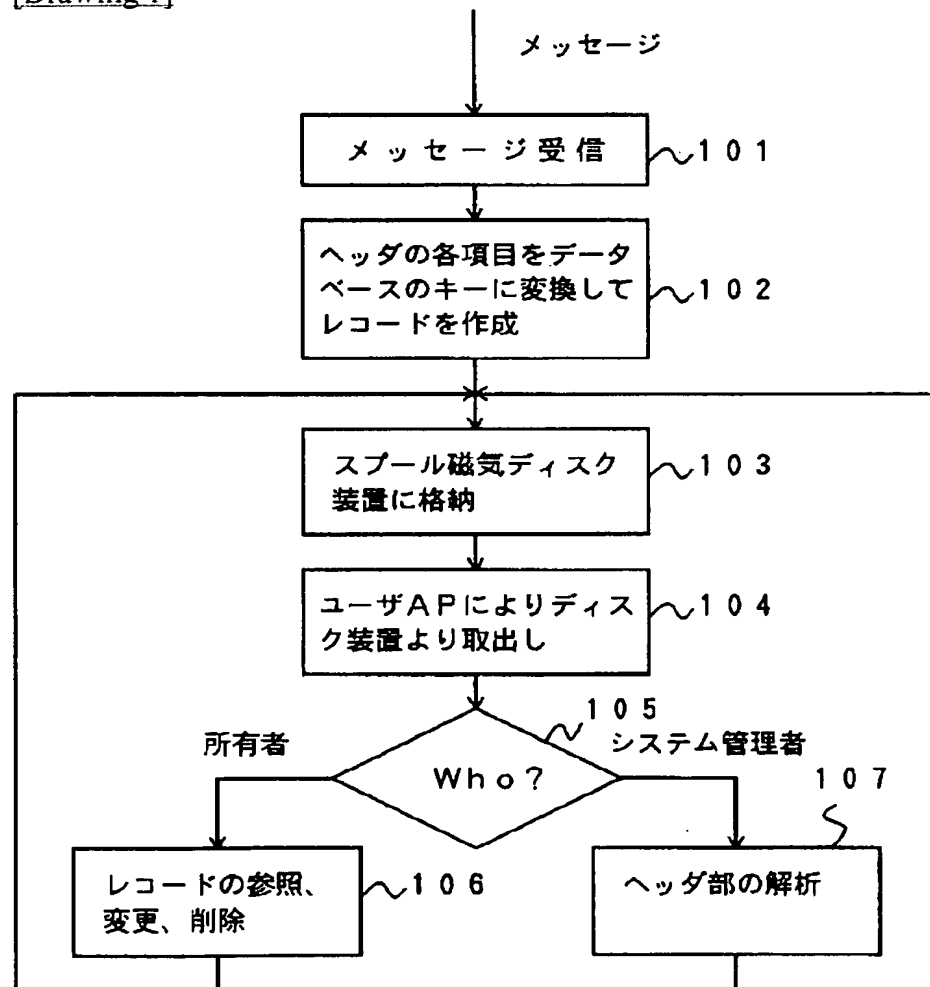 メッセージ
メッセージ受信
101
ヘッダの各項目をデータ
ベースのキーに変換して
レコードを作成
102
スプール磁気ディスク
装置に格納
103
ユーザAPによりディス
ク装置より取出し
104
105
所有者
システム管理者
Who?
107
レコードの参照、
変更、削除
106
ヘッダ部の解析